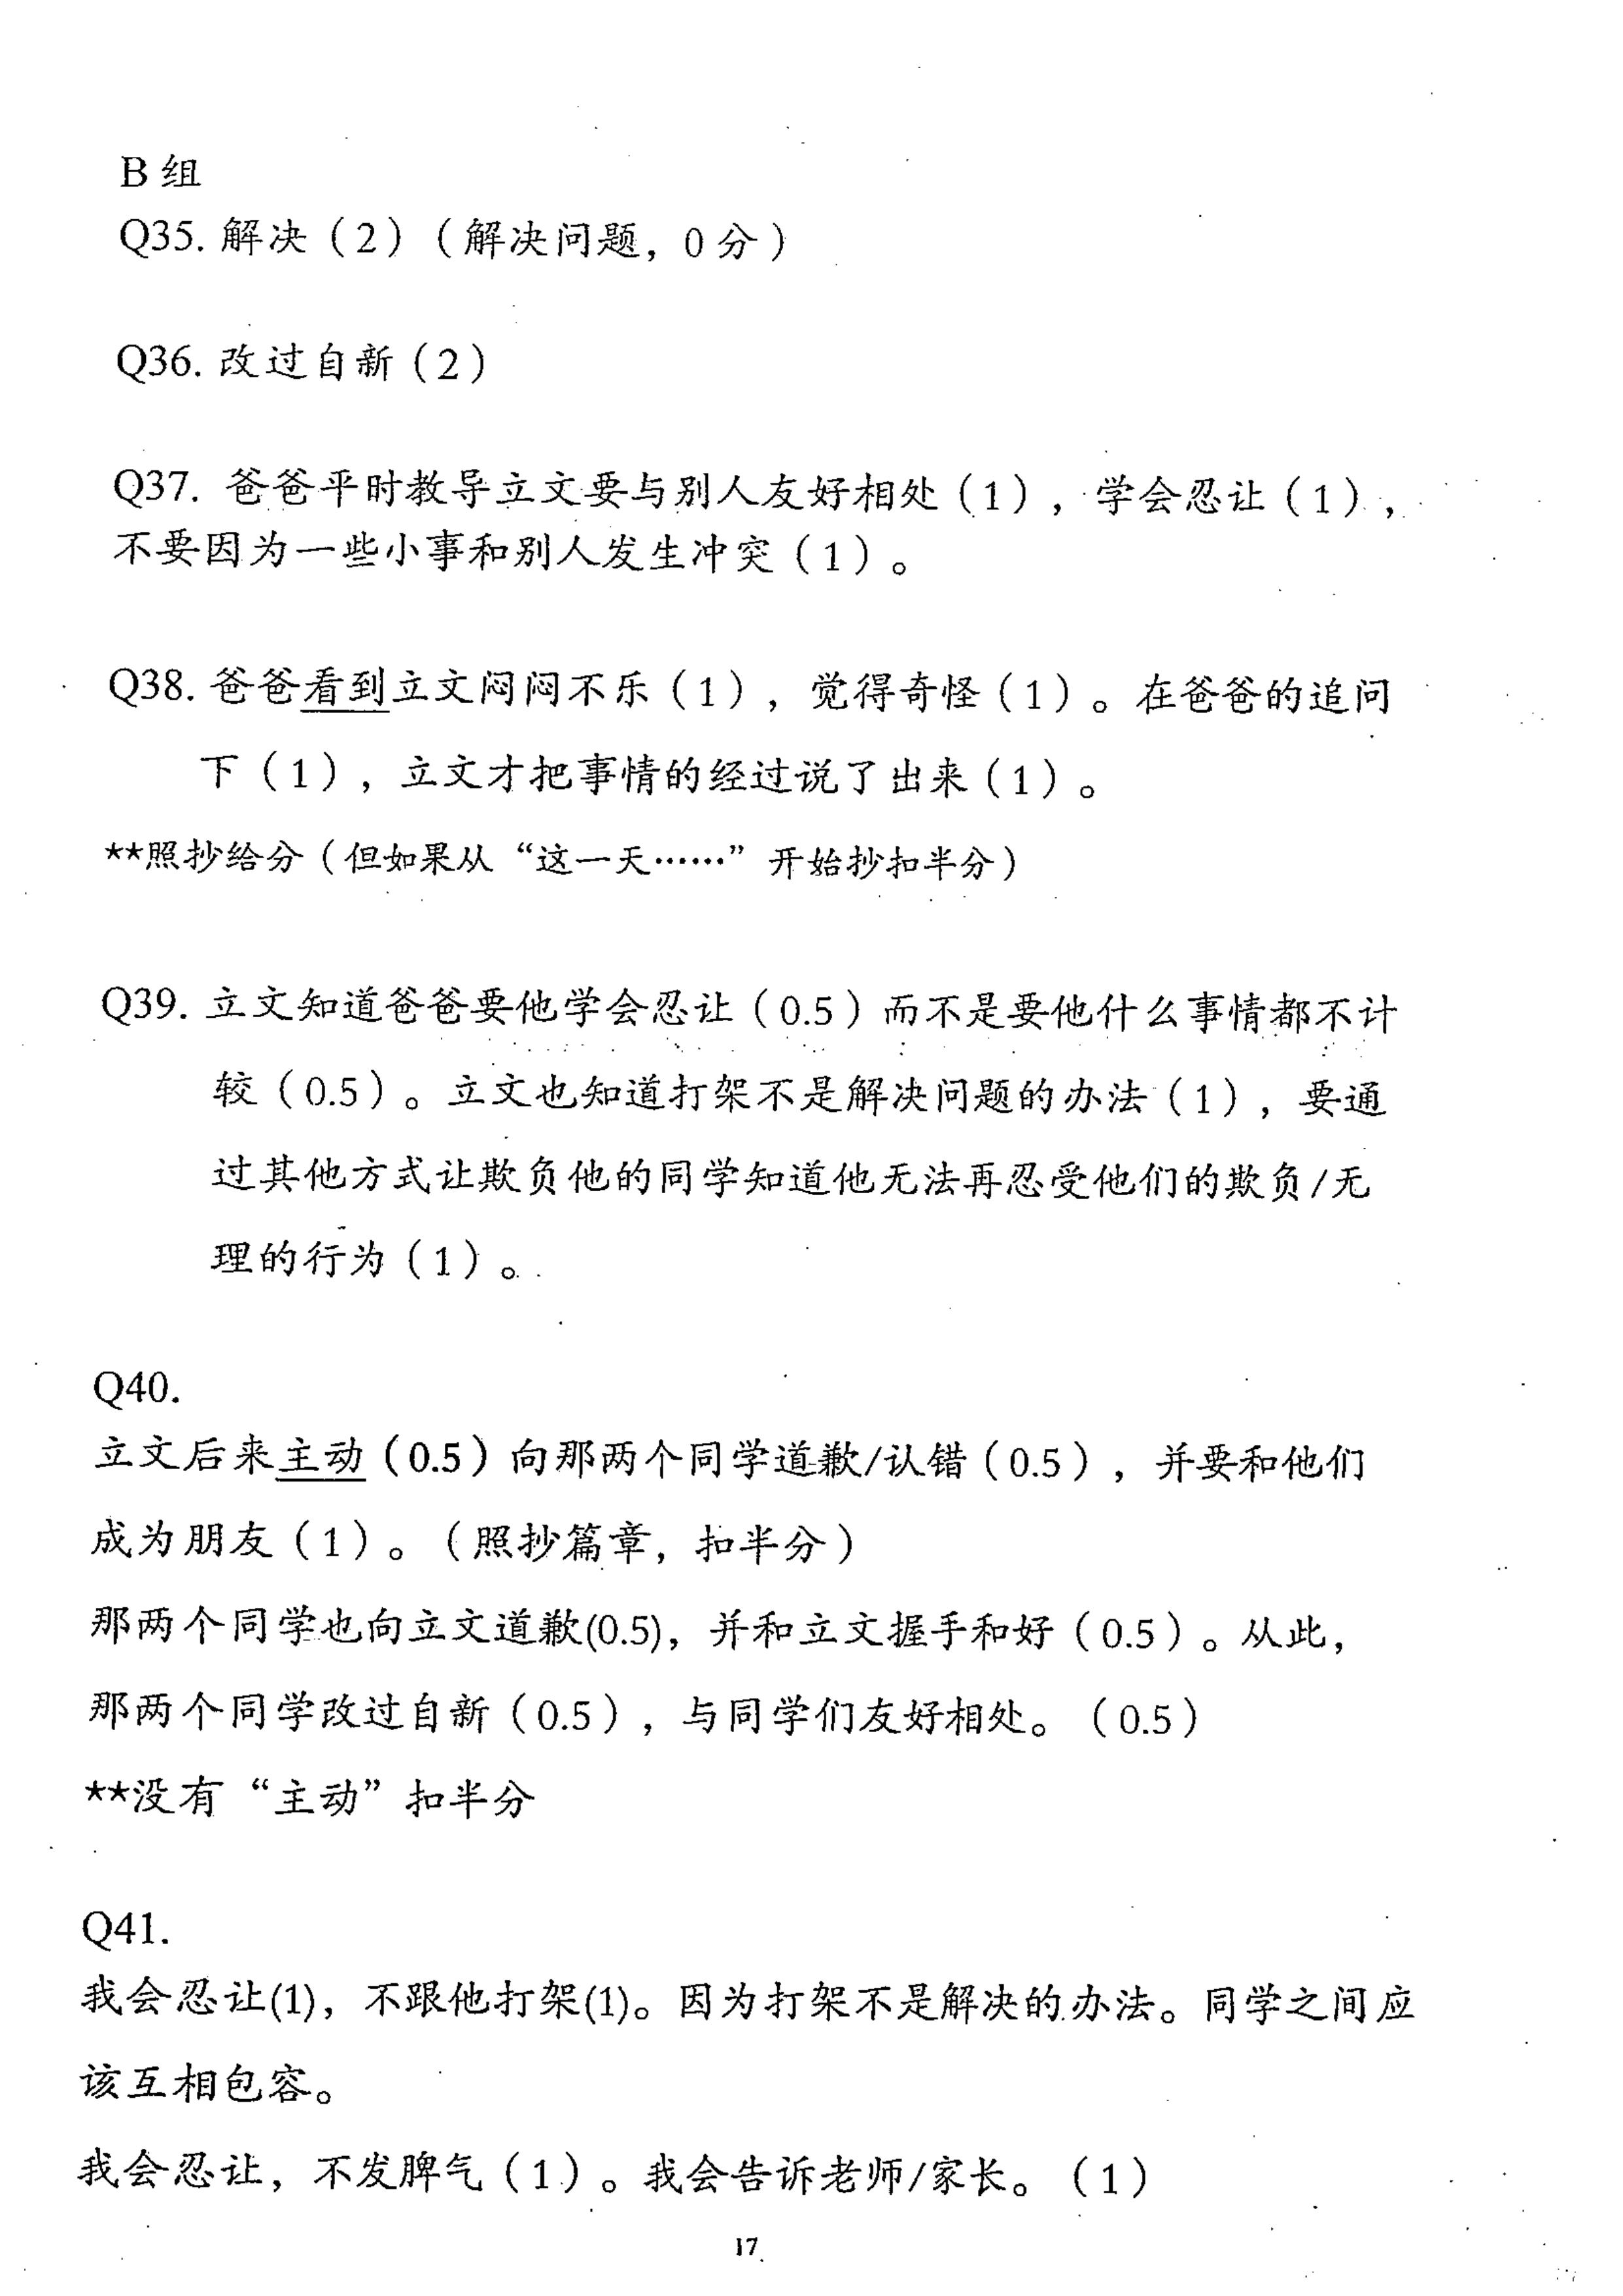 B 组
Q35. 解决（2）（解决问题，0 分）
Q36. 改过自新（2）
Q37. 爸爸平时教导立文要与别人友好相处（1），学会忍让（1），
不要因为一些小事和别人发生冲突（1）。
Q38. 爸爸看到立文闷闷不乐（1），觉得奇怪（1）。在爸爸的追问
下（1），立文才把事情的经过说了出来（1）。
**照抄给分（但如果从“这一天……”开始抄扣半分）
Q39. 立文知道爸爸要他学会忍让（0.5）而不是要他什么事情都不计
较（0.5）。立文也知道打架不是解决问题的办法（1），要通
过其他方式让欺负他的同学知道他无法再忍受他们的欺负/无
理的行为（1）。
Q40.
立文后来主动（0.5）向那两个同学道歉/认错（0.5），并要和他们
成为朋友（1）。（照抄篇章，扣半分）
那两个同学也向立文道歉(0.5)，并和立文握手和好（0.5）。从此，
那两个同学改过自新（0.5），与同学们友好相处。（0.5）
**没有“主动”扣半分
Q41.
我会忍让(1)，不跟他打架(1)。因为打架不是解决的办法。同学之间应
该互相包容。
我会忍让，不发脾气（1）。我会告诉老师/家长。（1）
17